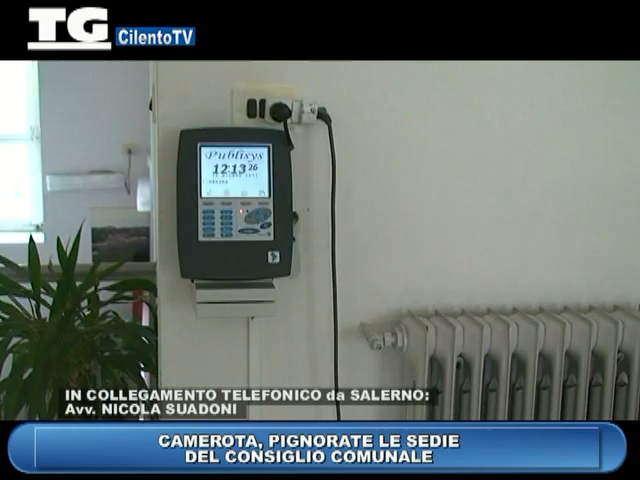 TG
CilentoTV
Publisys
12:13 26
IN COLLEGAMENTO TELEFONICO da SALERNO:
Avv. NICOLA SUADONI
CAMEROTA, PIGNORATE LE SEDIE
DEL CONSIGLIO COMUNALE